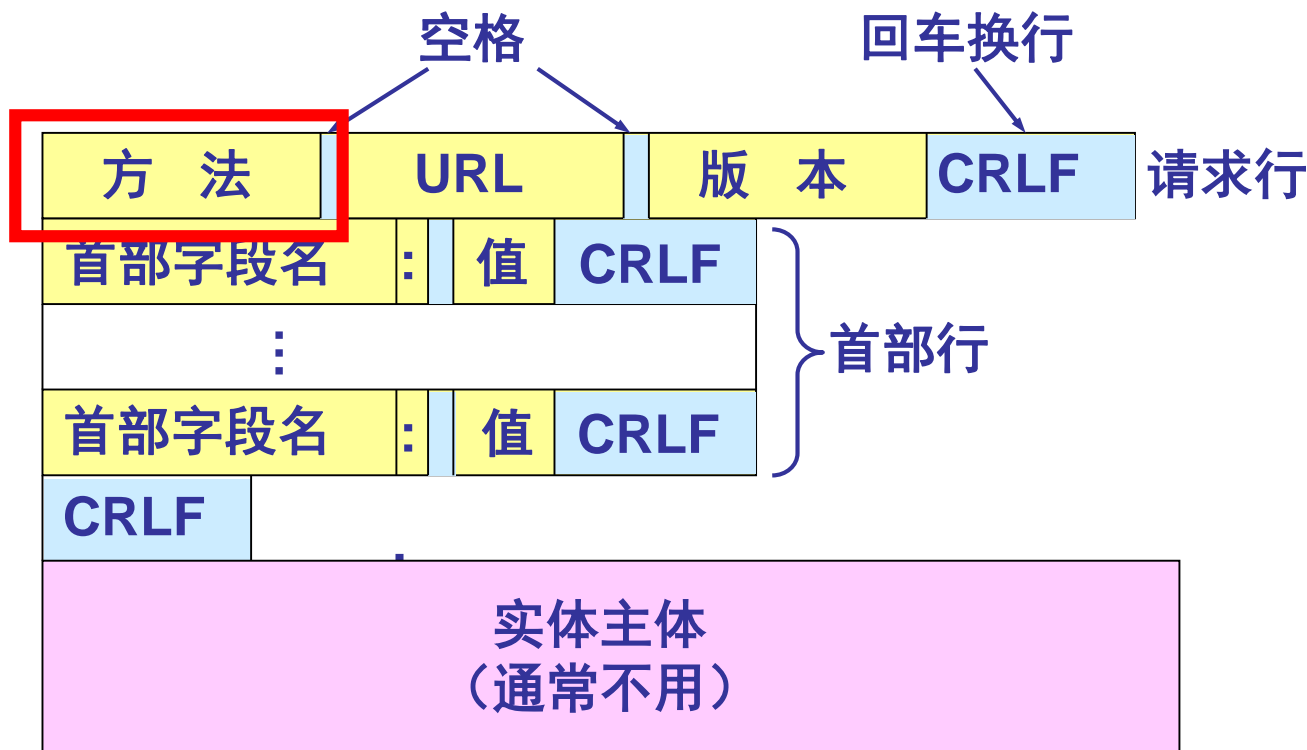 空格 回车换行
方 法 URL 版 本 CRLF 请求行
首部字段名 : 值 CRLF
⋮
首部行
首部字段名 : 值 CRLF
CRLF
实体主体
（通常不用）